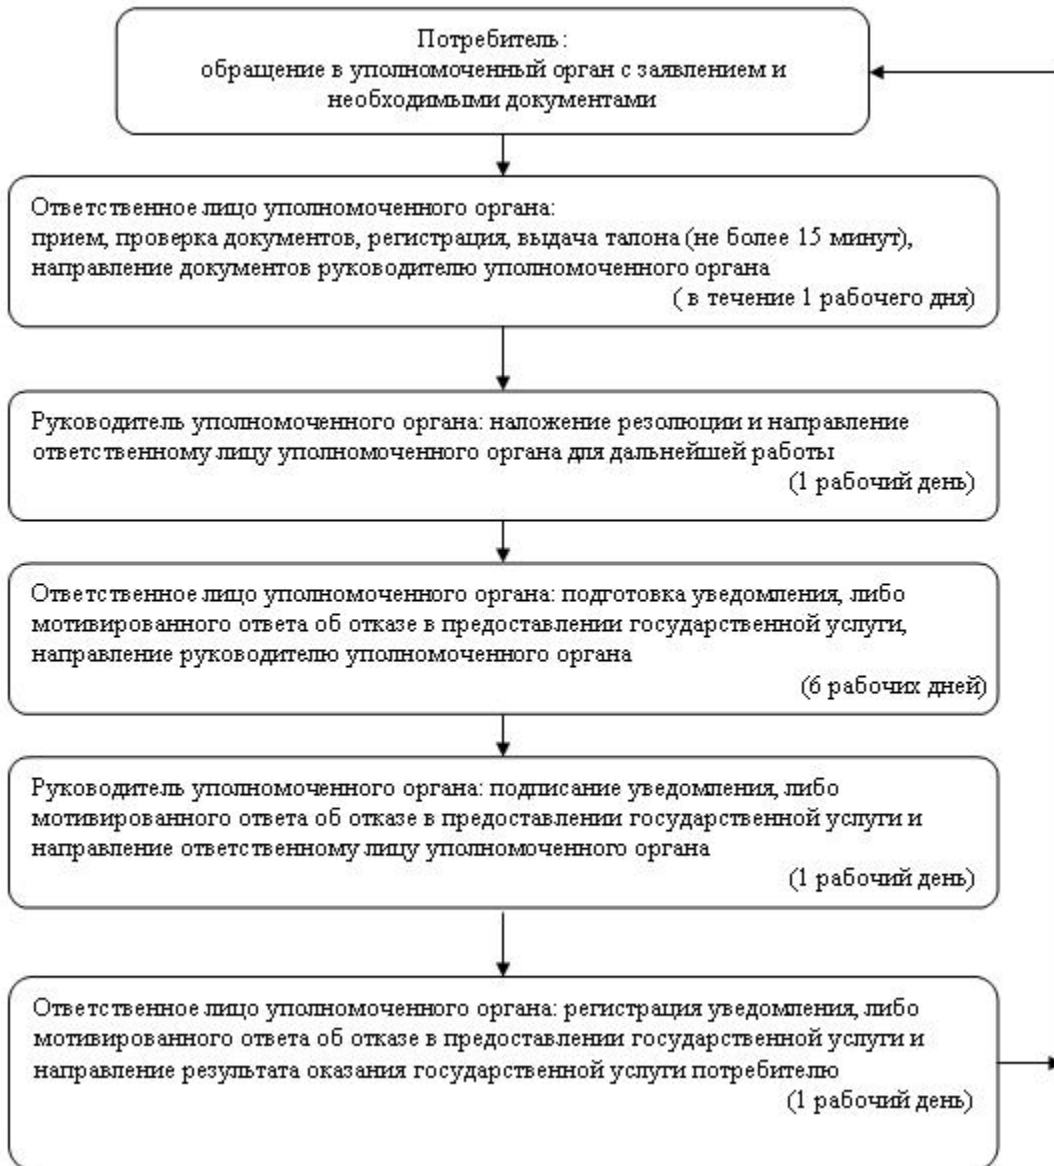 Потребитель:
обращение в уполномоченный орган с заявлением и
необходимыми документами
Ответственное лицо уполномоченного органа:
прием, проверка документов, регистрация, выдача талона (не более 15 минут),
направление документов руководителю уполномоченного органа
( в течение 1 рабочего дня)
Руководитель уполномоченного органа: наложение резолюции и направление
ответственному лицу уполномоченного органа для дальнейшей работы
(1 рабочий день)
Ответственное лицо уполномоченного органа: подготовка уведомления, либо
мотивированного ответа об отказе в предоставлении государственной услуги,
направление руководителю уполномоченного органа
(6 рабочих дней)
Руководитель уполномоченного органа: подписание уведомления, либо
мотивированного ответа об отказе в предоставлении государственной услуги и
направление ответственному лицу уполномоченного органа
(1 рабочий день)
Ответственное лицо уполномоченного органа: регистрация уведомления, либо
мотивированного ответа об отказе в предоставлении государственной услуги и
направление результата оказания государственной услуги потребителю
(1 рабочий день)